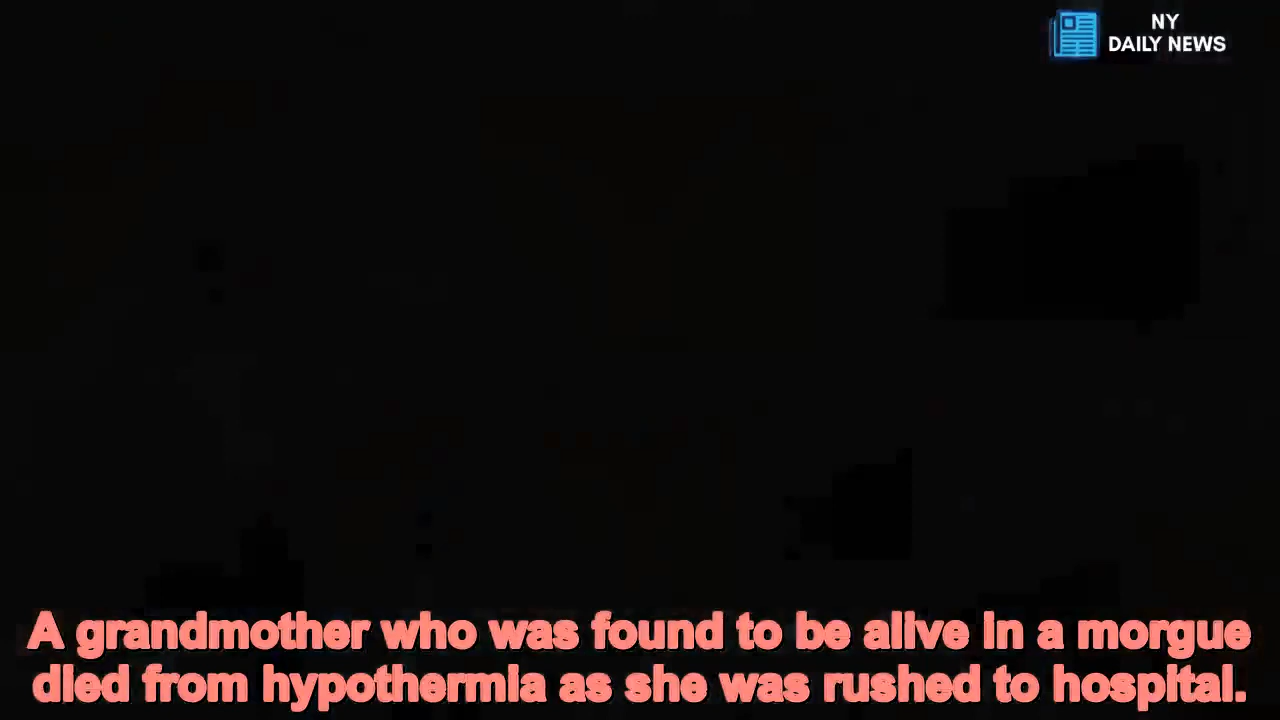 NY
DAILY NEWS
A grandmother who was found to be alive in a morgue
died from hypothermia as she was rushed to hospital.